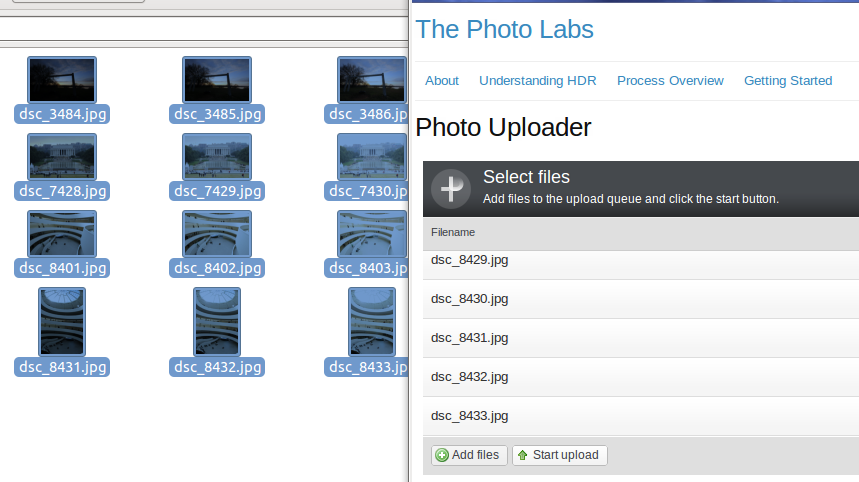 dsc_3484.jpg dsc_3485.jpg dsc_3486.jpg
dsc_7428.jpg dsc_7429.jpg dsc_7430.jpg
dsc_8401.jpg dsc_8402.jpg dsc_8403.jpg
dsc_8431.jpg dsc_8432.jpg dsc_8433.jpg
The Photo Labs
About Understanding HDR Process Overview Getting Started
Photo Uploader
Select files
Add files to the upload queue and click the start button.
Filename
dsc_8429.jpg
dsc_8430.jpg
dsc_8431.jpg
dsc_8432.jpg
dsc_8433.jpg
Add files Start upload